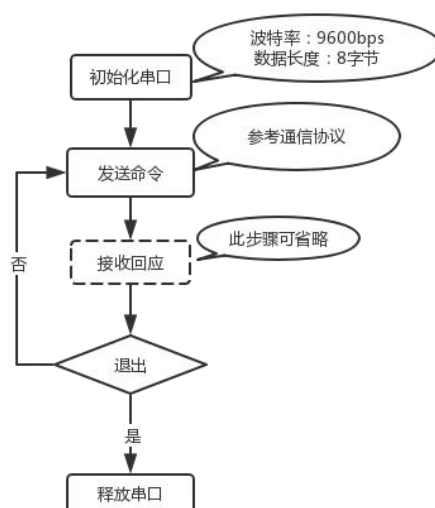 波特率：9600bps
数据长度：8字节
初始化串口
参考通信协议
发送命令
此步骤可省略
接收回应
否
退出
是
释放串口